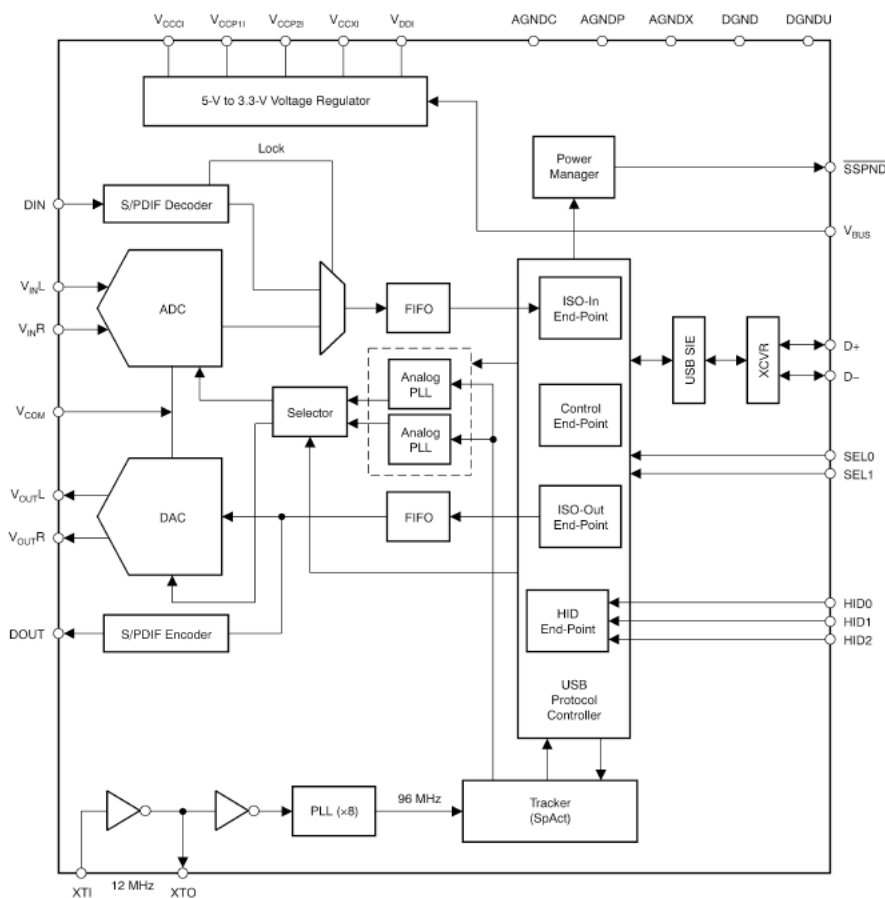 VCCCI VCCP1I VCCP2I VCCXI VDDI AGNDC AGNDP AGNDX DGND DGNDU
5-V to 3.3-V Voltage Regulator
Lock
Power
Manager
SSPND
DIN
S/PDIF Decoder
VBUS
VINL
ADC
ISO-In
End-Point
FIFO
VINR
USB SIE
XCVR
D+
D−
Analog
PLL
Selector
Control
End-Point
VCOM
Analog
PLL
SEL0
SEL1
VOUTL
DAC
FIFO
ISO-Out
End-Point
VOUTR
HID0
HID
End-Point
HID1
HID2
DOUT
S/PDIF Encoder
USB
Protocol
Controller
PLL (×8)
96 MHz
Tracker
(SpAct)
XTI
12 MHz
XTO